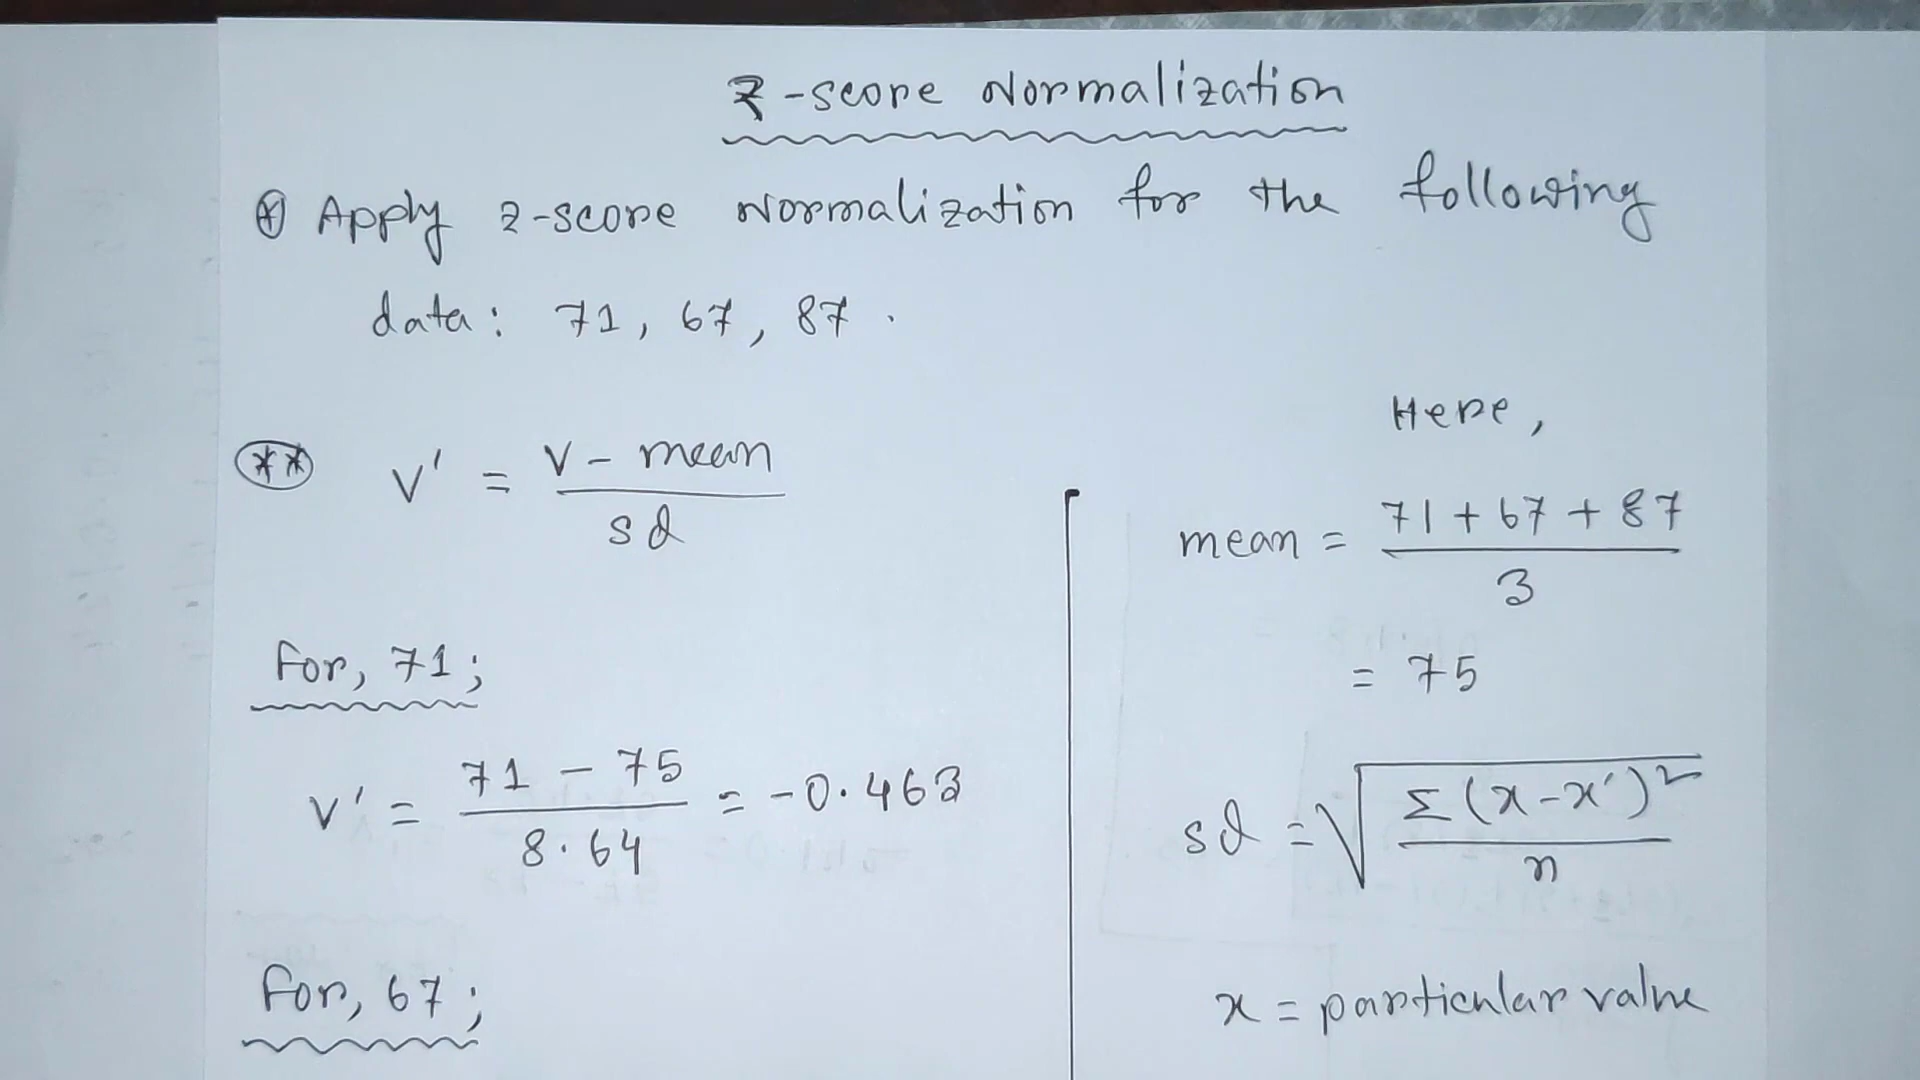 Z-score Normalization
* Apply z-score Normalization for the following
data: 71, 67, 87.
** V' = (V - mean) / sd
For, 71;
V' = (71 - 75) / 8.64 = -0.463
For, 67;
Here,
mean = (71 + 67 + 87) / 3
= 75
sd = √(Σ(x-x')² / n)
x = particular value